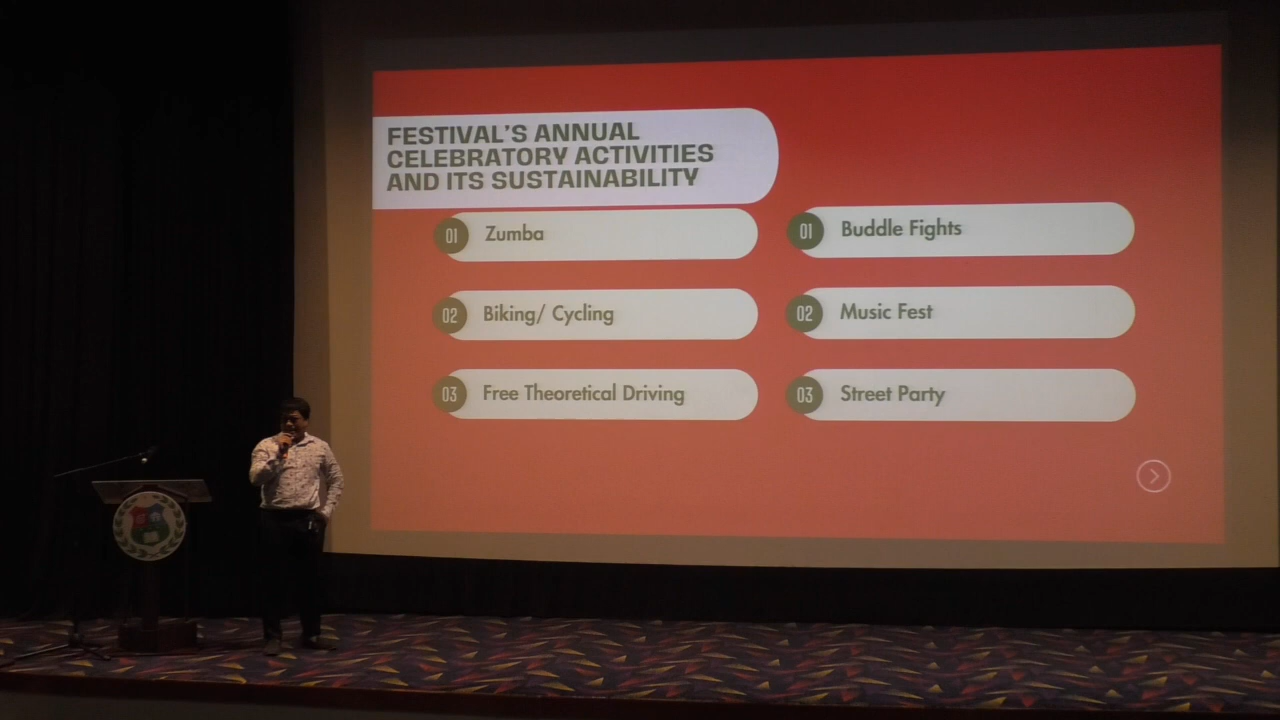 FESTIVAL'S ANNUAL
CELEBRATORY ACTIVITIES
AND ITS SUSTAINABILITY
01 Zumba
02 Biking/ Cycling
03 Free Theoretical Driving
01 Buddle Fights
02 Music Fest
03 Street Party